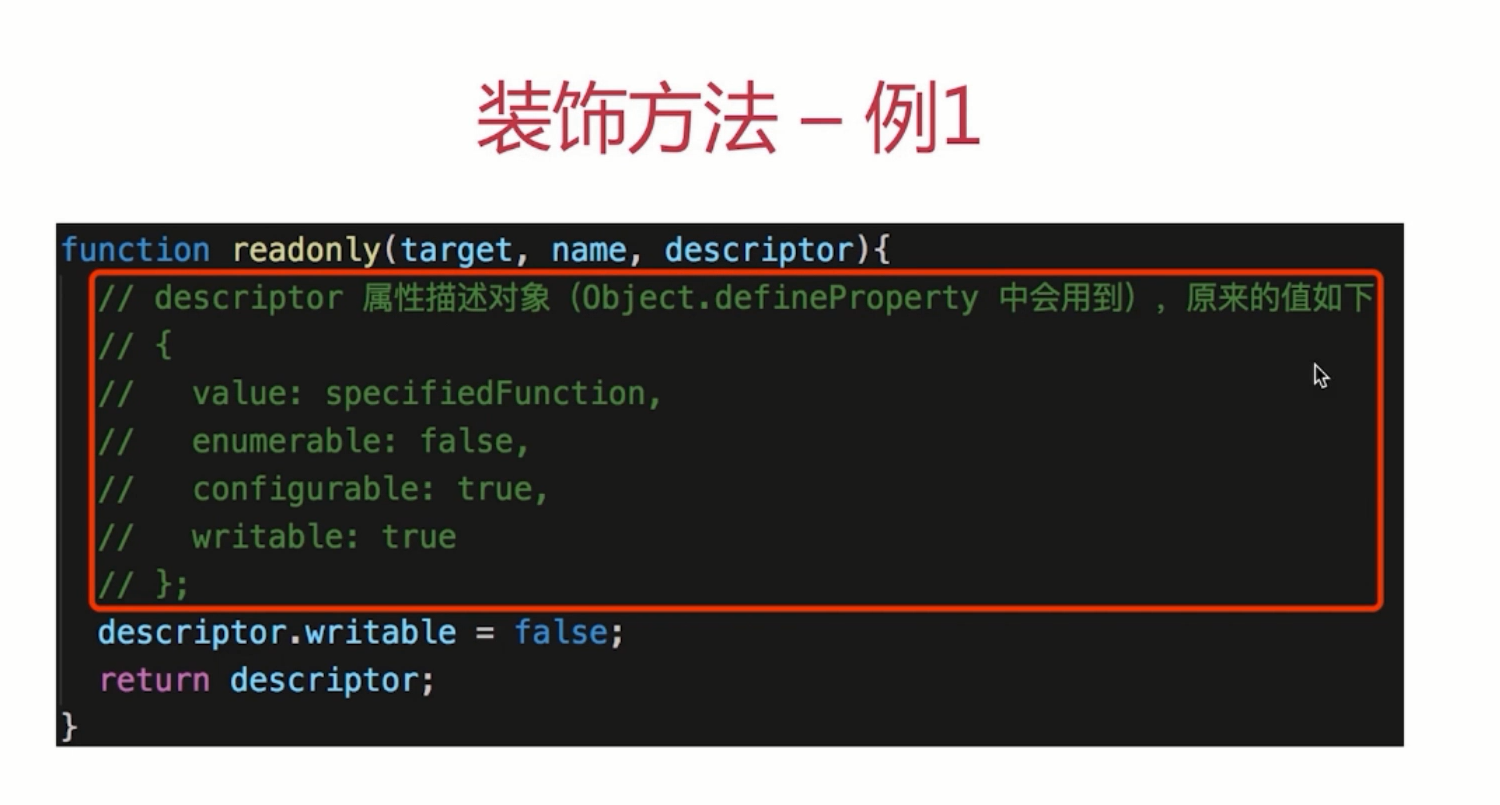 装饰方法 – 例1
function readonly(target, name, descriptor){
// descriptor 属性描述对象（Object.defineProperty 中会用到），原来的值如下
// {
//   value: specifiedFunction,
//   enumerable: false,
//   configurable: true,
//   writable: true
// };
descriptor.writable = false;
return descriptor;
}